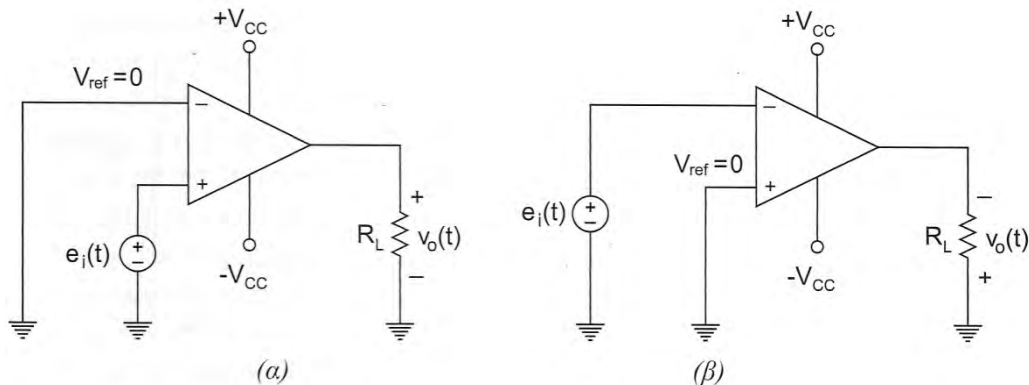 +V_CC
V_ref = 0
−
+
e_i(t)
+
−
-V_CC
+
R_L v_o(t)
−
(α)
+V_CC
−
V_ref = 0
+
e_i(t)
+
−
-V_CC
−
R_L v_o(t)
+
(β)